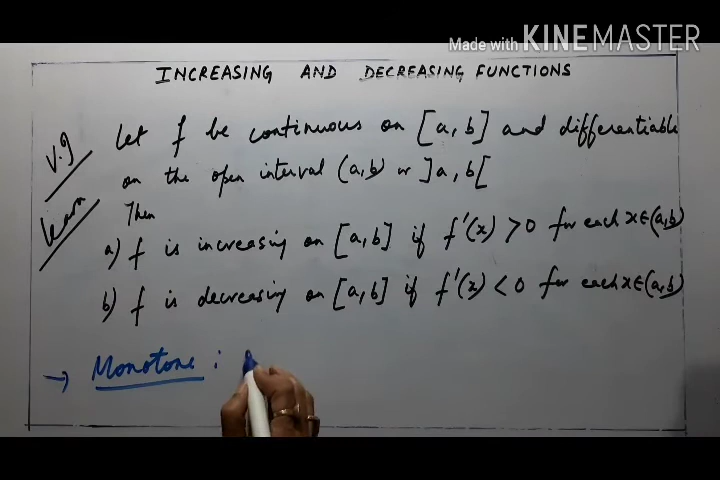 Made with KINEMASTER
INCREASING AND DECREASING FUNCTIONS
V.I
Learn
Let f be continuous on [a,b] and differentiable
on the open interval (a,b) or ]a,b[
Then
a) f is increasing on [a,b] if f'(x) > 0 for each x∈(a,b)
b) f is decreasing on [a,b] if f'(x) < 0 for each x∈(a,b)
→ Monotone :